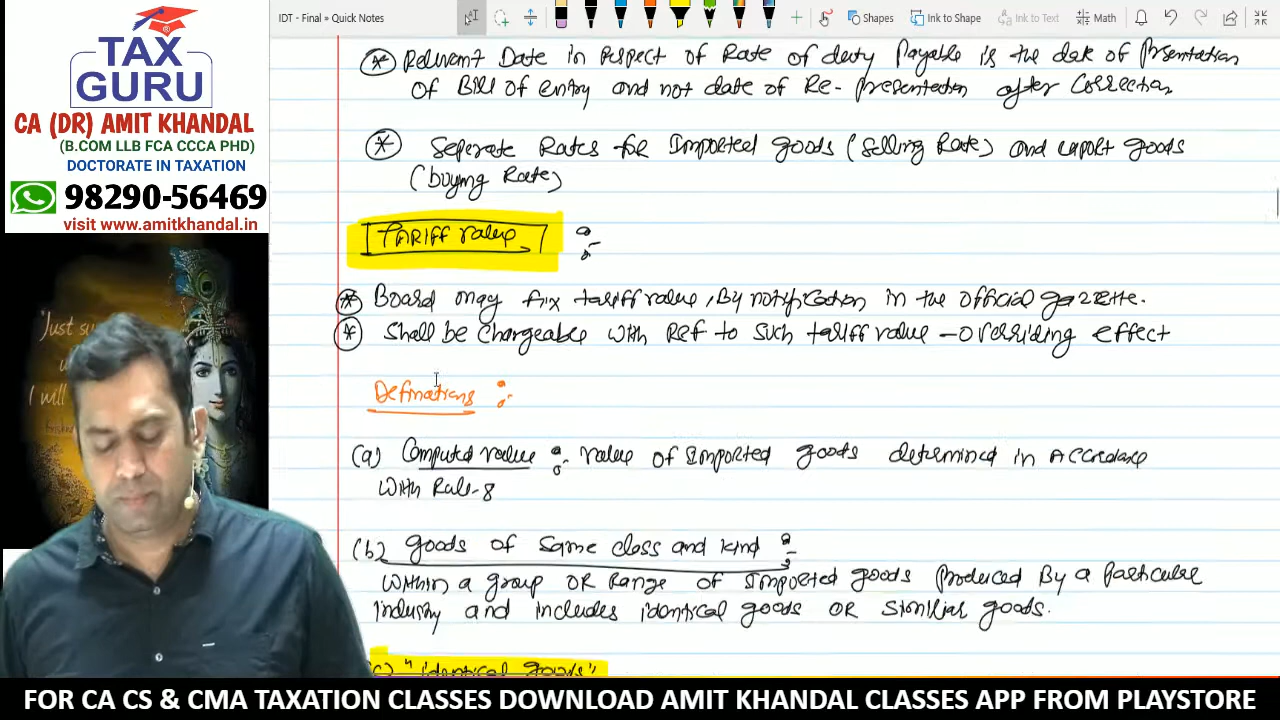 IDT - Final » Quick Notes
Shapes
Ink to Shape
Ink to Text
Math
TAX
GURU
CA (DR) AMIT KHANDAL
(B.COM LLB FCA CCCA PHD)
DOCTORATE IN TAXATION
98290-56469
visit www.amitkhandal.in
"Just su
I will
Relevent Date in Respect of Rate of duty Payable is the date of Presentation
Of Bill of entry and not date of Re- Presentation after Correction
Seperate Rates for Imported goods (Selling Rate) and export goods
(buying Rate)
TARIFF value :-
Board may fix tariff value, By notification in the official gazette.
Shall be Chargeable with Ref to Such tariff value - overriding effect
Definations :-
(a) Computed value :- value of Imported goods determined in Accordance
With Rule-8
(b) goods of Same class and kind :-
Within a group OR Range of Imported goods produced By a particular
industry and includes identical goods OR Similar goods.
(c) "identical goods"
FOR CA CS & CMA TAXATION CLASSES DOWNLOAD AMIT KHANDAL CLASSES APP FROM PLAYSTORE